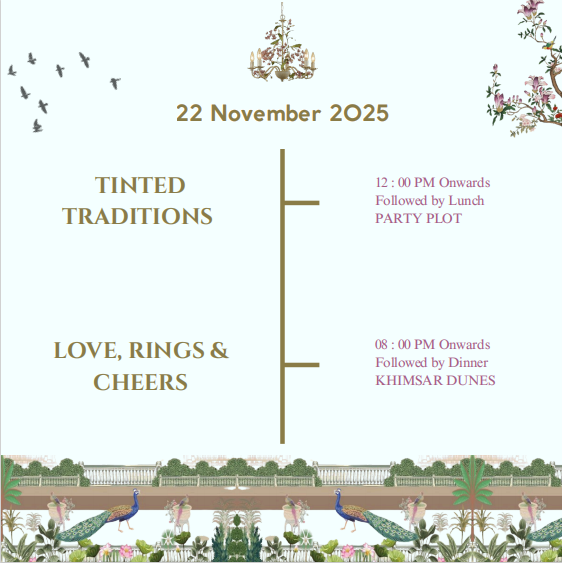 22 November 2025
TINTED
TRADITIONS
12 : 00 PM Onwards
Followed by Lunch
PARTY PLOT
LOVE, RINGS &
CHEERS
08 : 00 PM Onwards
Followed by Dinner
KHIMSAR DUNES